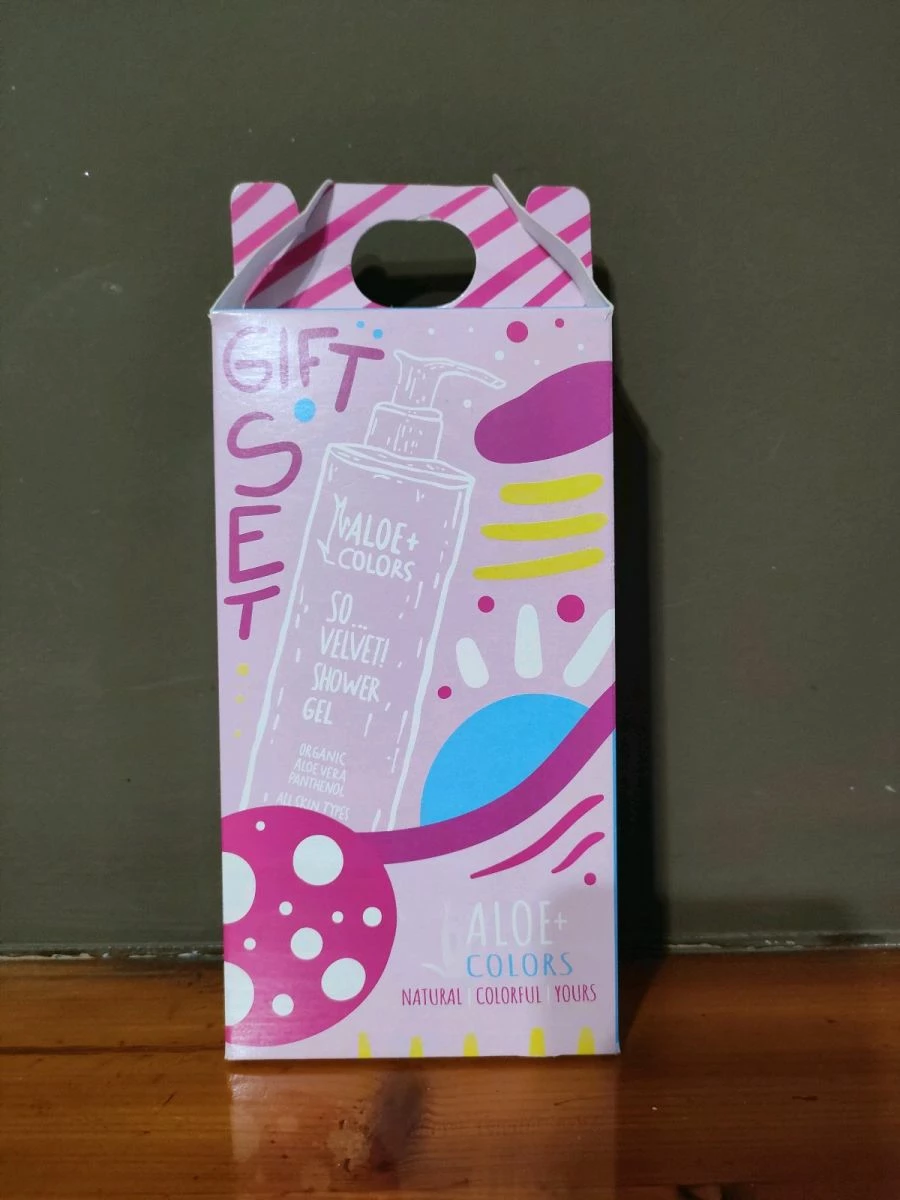 GIFT
SET
ALOE+
COLORS
SO...
VELVET!
SHOWER
GEL
ORGANIC
ALOE VERA
PANTHENOL
ALL SKIN TYPES
ALOE+
COLORS
NATURAL | COLORFUL | YOURS